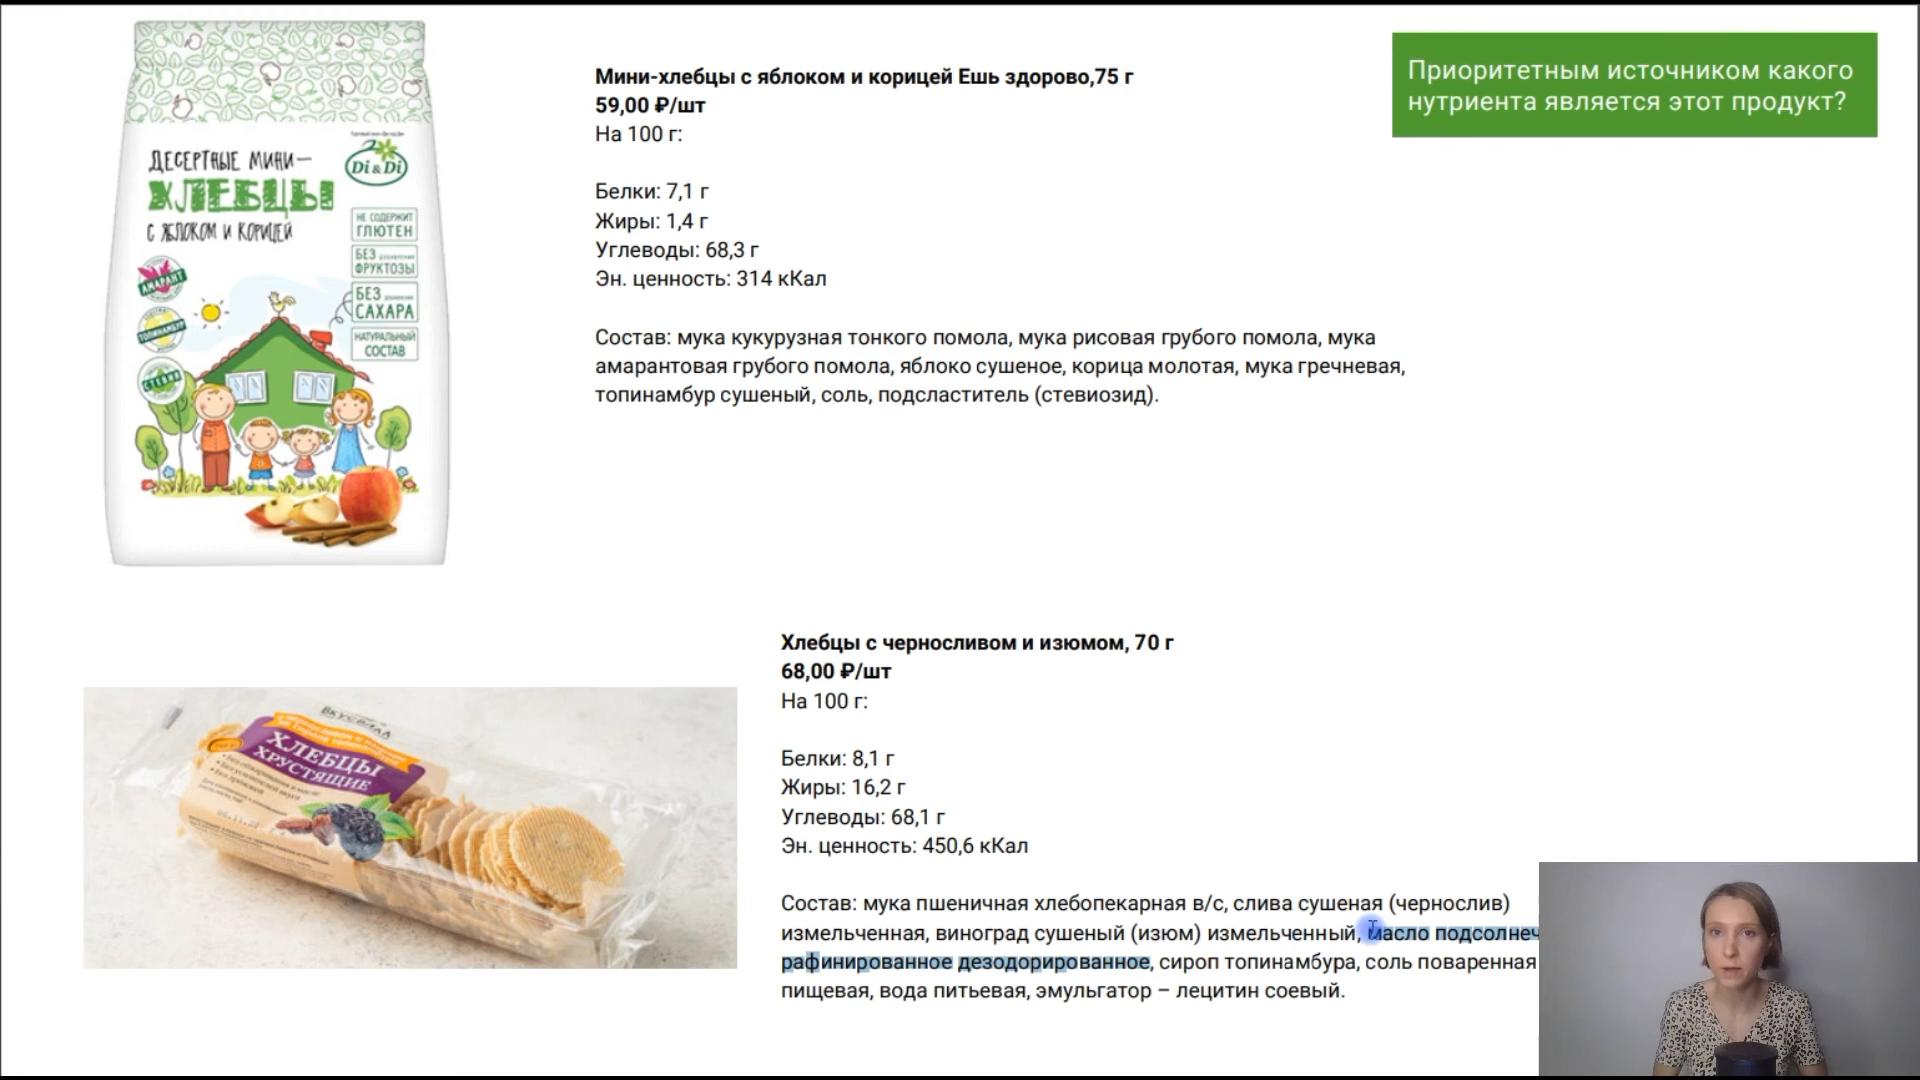 Мини-хлебцы с яблоком и корицей Ешь здорово,75 г
59,00 ₽/шт
На 100 г:
Белки: 7,1 г
Жиры: 1,4 г
Углеводы: 68,3 г
Эн. ценность: 314 кКал
Состав: мука кукурузная тонкого помола, мука рисовая грубого помола, мука
амарантовая грубого помола, яблоко сушеное, корица молотая, мука гречневая,
топинамбур сушеный, соль, подсластитель (стевиозид).
Приоритетным источником какого
нутриента является этот продукт?
Di & Di
ДЕСЕРТНЫЕ МИНИ–
ХЛЕБЦЫ
С ЯБЛОКОМ И КОРИЦЕЙ
НЕ СОДЕРЖИТ
ГЛЮТЕН
БЕЗ
ФРУКТОЗЫ
БЕЗ
САХАРА
НАТУРАЛЬНЫЙ
СОСТАВ
АМАРАНТ
ТОПИНАМБУР
СТЕВИЯ
Хлебцы с черносливом и изюмом, 70 г
68,00 ₽/шт
На 100 г:
Белки: 8,1 г
Жиры: 16,2 г
Углеводы: 68,1 г
Эн. ценность: 450,6 кКал
Состав: мука пшеничная хлебопекарная в/с, слива сушеная (чернослив)
измельченная, виноград сушеный (изюм) измельченный, масло подсолнеч
рафинированное дезодорированное, сироп топинамбура, соль поваренная
пищевая, вода питьевая, эмульгатор – лецитин соевый.
ВКУСВИЛЛ
ХЛЕБЦЫ
ХРУСТЯЩИЕ